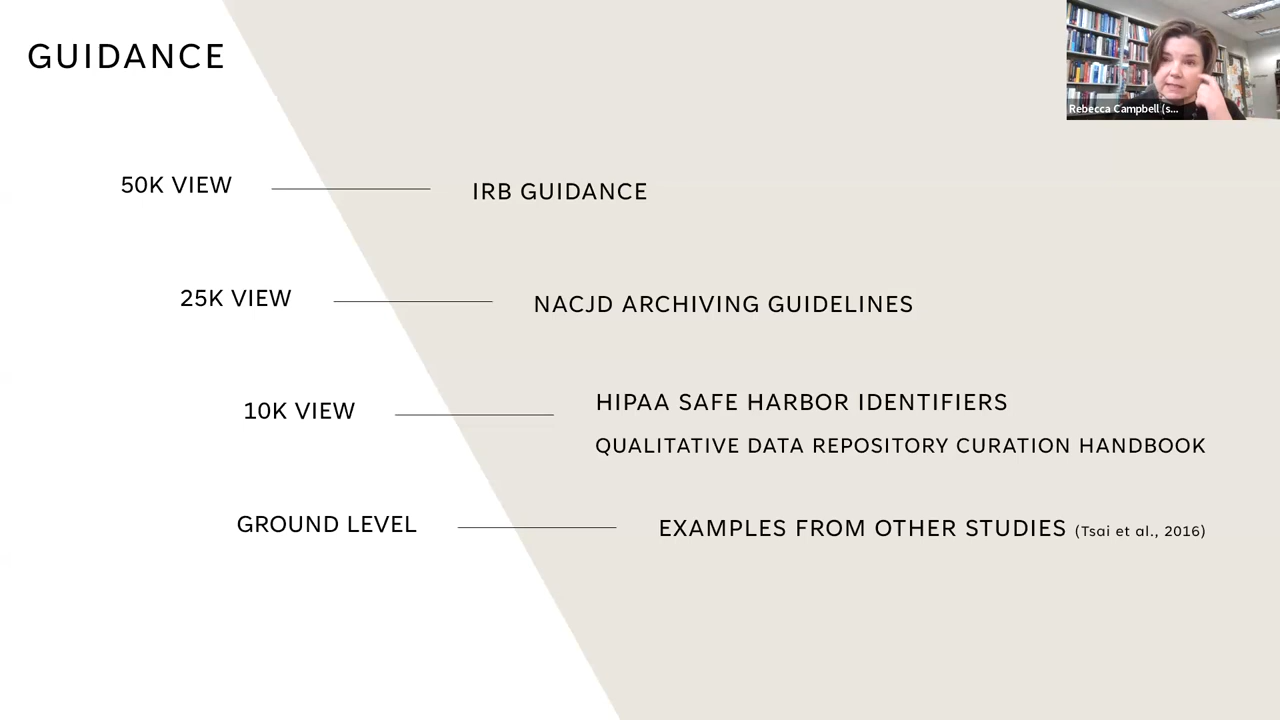 GUIDANCE
Rebecca Campbell (s...
50K VIEW
IRB GUIDANCE
25K VIEW
NACJD ARCHIVING GUIDELINES
10K VIEW
HIPAA SAFE HARBOR IDENTIFIERS
QUALITATIVE DATA REPOSITORY CURATION HANDBOOK
GROUND LEVEL
EXAMPLES FROM OTHER STUDIES (Tsai et al., 2016)